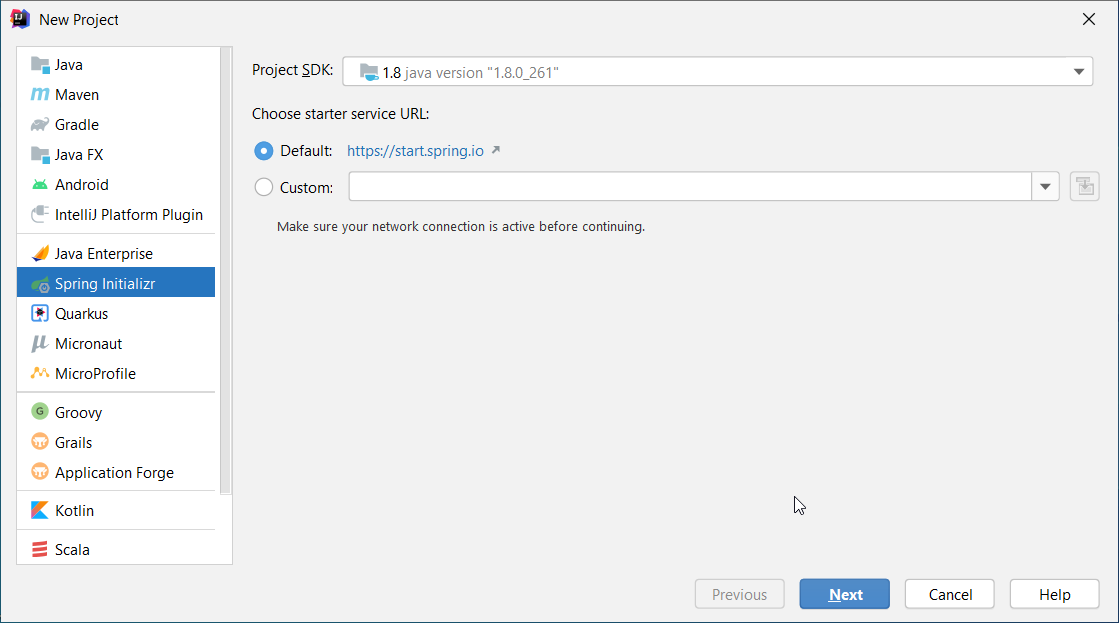 New Project
Java
Maven
Gradle
Java FX
Android
IntelliJ Platform Plugin
Java Enterprise
Spring Initializr
Quarkus
Micronaut
MicroProfile
Groovy
Grails
Application Forge
Kotlin
Scala
Project SDK: 1.8 java version "1.8.0_261"
Choose starter service URL:
Default: https://start.spring.io
Custom:
Make sure your network connection is active before continuing.
Previous Next Cancel Help